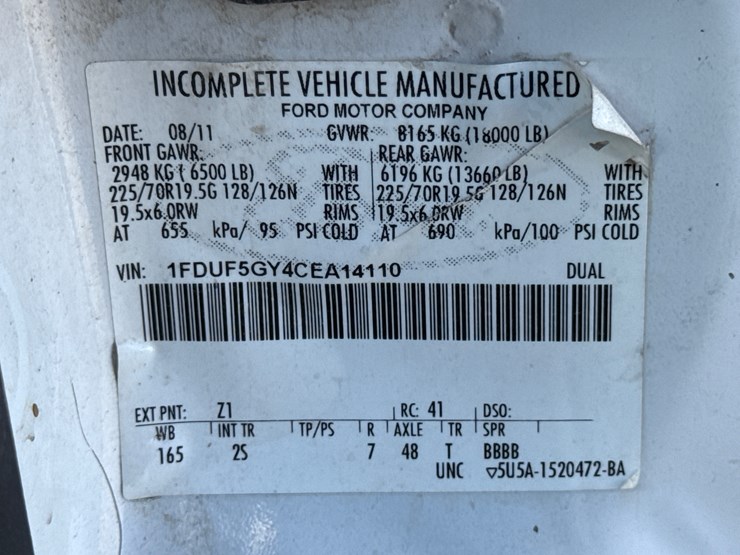 INCOMPLETE VEHICLE MANUFACTURED
FORD MOTOR COMPANY
DATE: 08/11 GVWR: 8165 KG (18000 LB)
FRONT GAWR: REAR GAWR:
2948 KG ( 6500 LB) WITH 6196 KG (13660 LB) WITH
225/70R19.5G 128/126N TIRES 225/70R19.5G 128/126N TIRES
19.5x6.0RW RIMS 19.5x6.0RW RIMS
AT 655 kPa/ 95 PSI COLD AT 690 kPa/100 PSI COLD
VIN: 1FDUF5GY4CEA14110 DUAL
EXT PNT: Z1 RC: 41 DSO:
WB INT TR TP/PS R AXLE TR SPR
165 2S 7 48 T BBBB
UNC ▽5U5A-1520472-BA